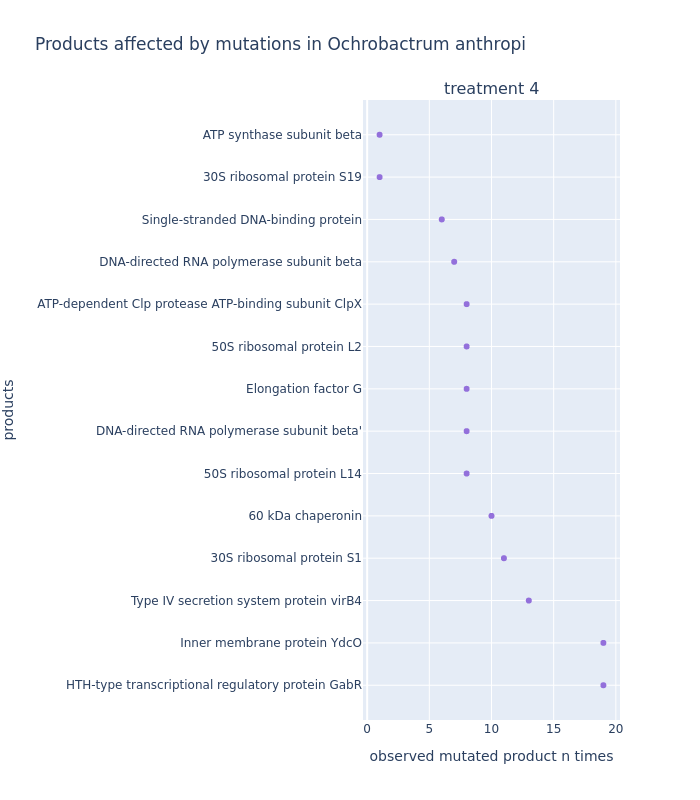 Products affected by mutations in Ochrobactrum anthropi
treatment 4
ATP synthase subunit beta
30S ribosomal protein S19
Single-stranded DNA-binding protein
DNA-directed RNA polymerase subunit beta
ATP-dependent Clp protease ATP-binding subunit ClpX
50S ribosomal protein L2
Elongation factor G
DNA-directed RNA polymerase subunit beta'
50S ribosomal protein L14
60 kDa chaperonin
30S ribosomal protein S1
Type IV secretion system protein virB4
Inner membrane protein YdcO
HTH-type transcriptional regulatory protein GabR
products
0 5 10 15 20
observed mutated product n times